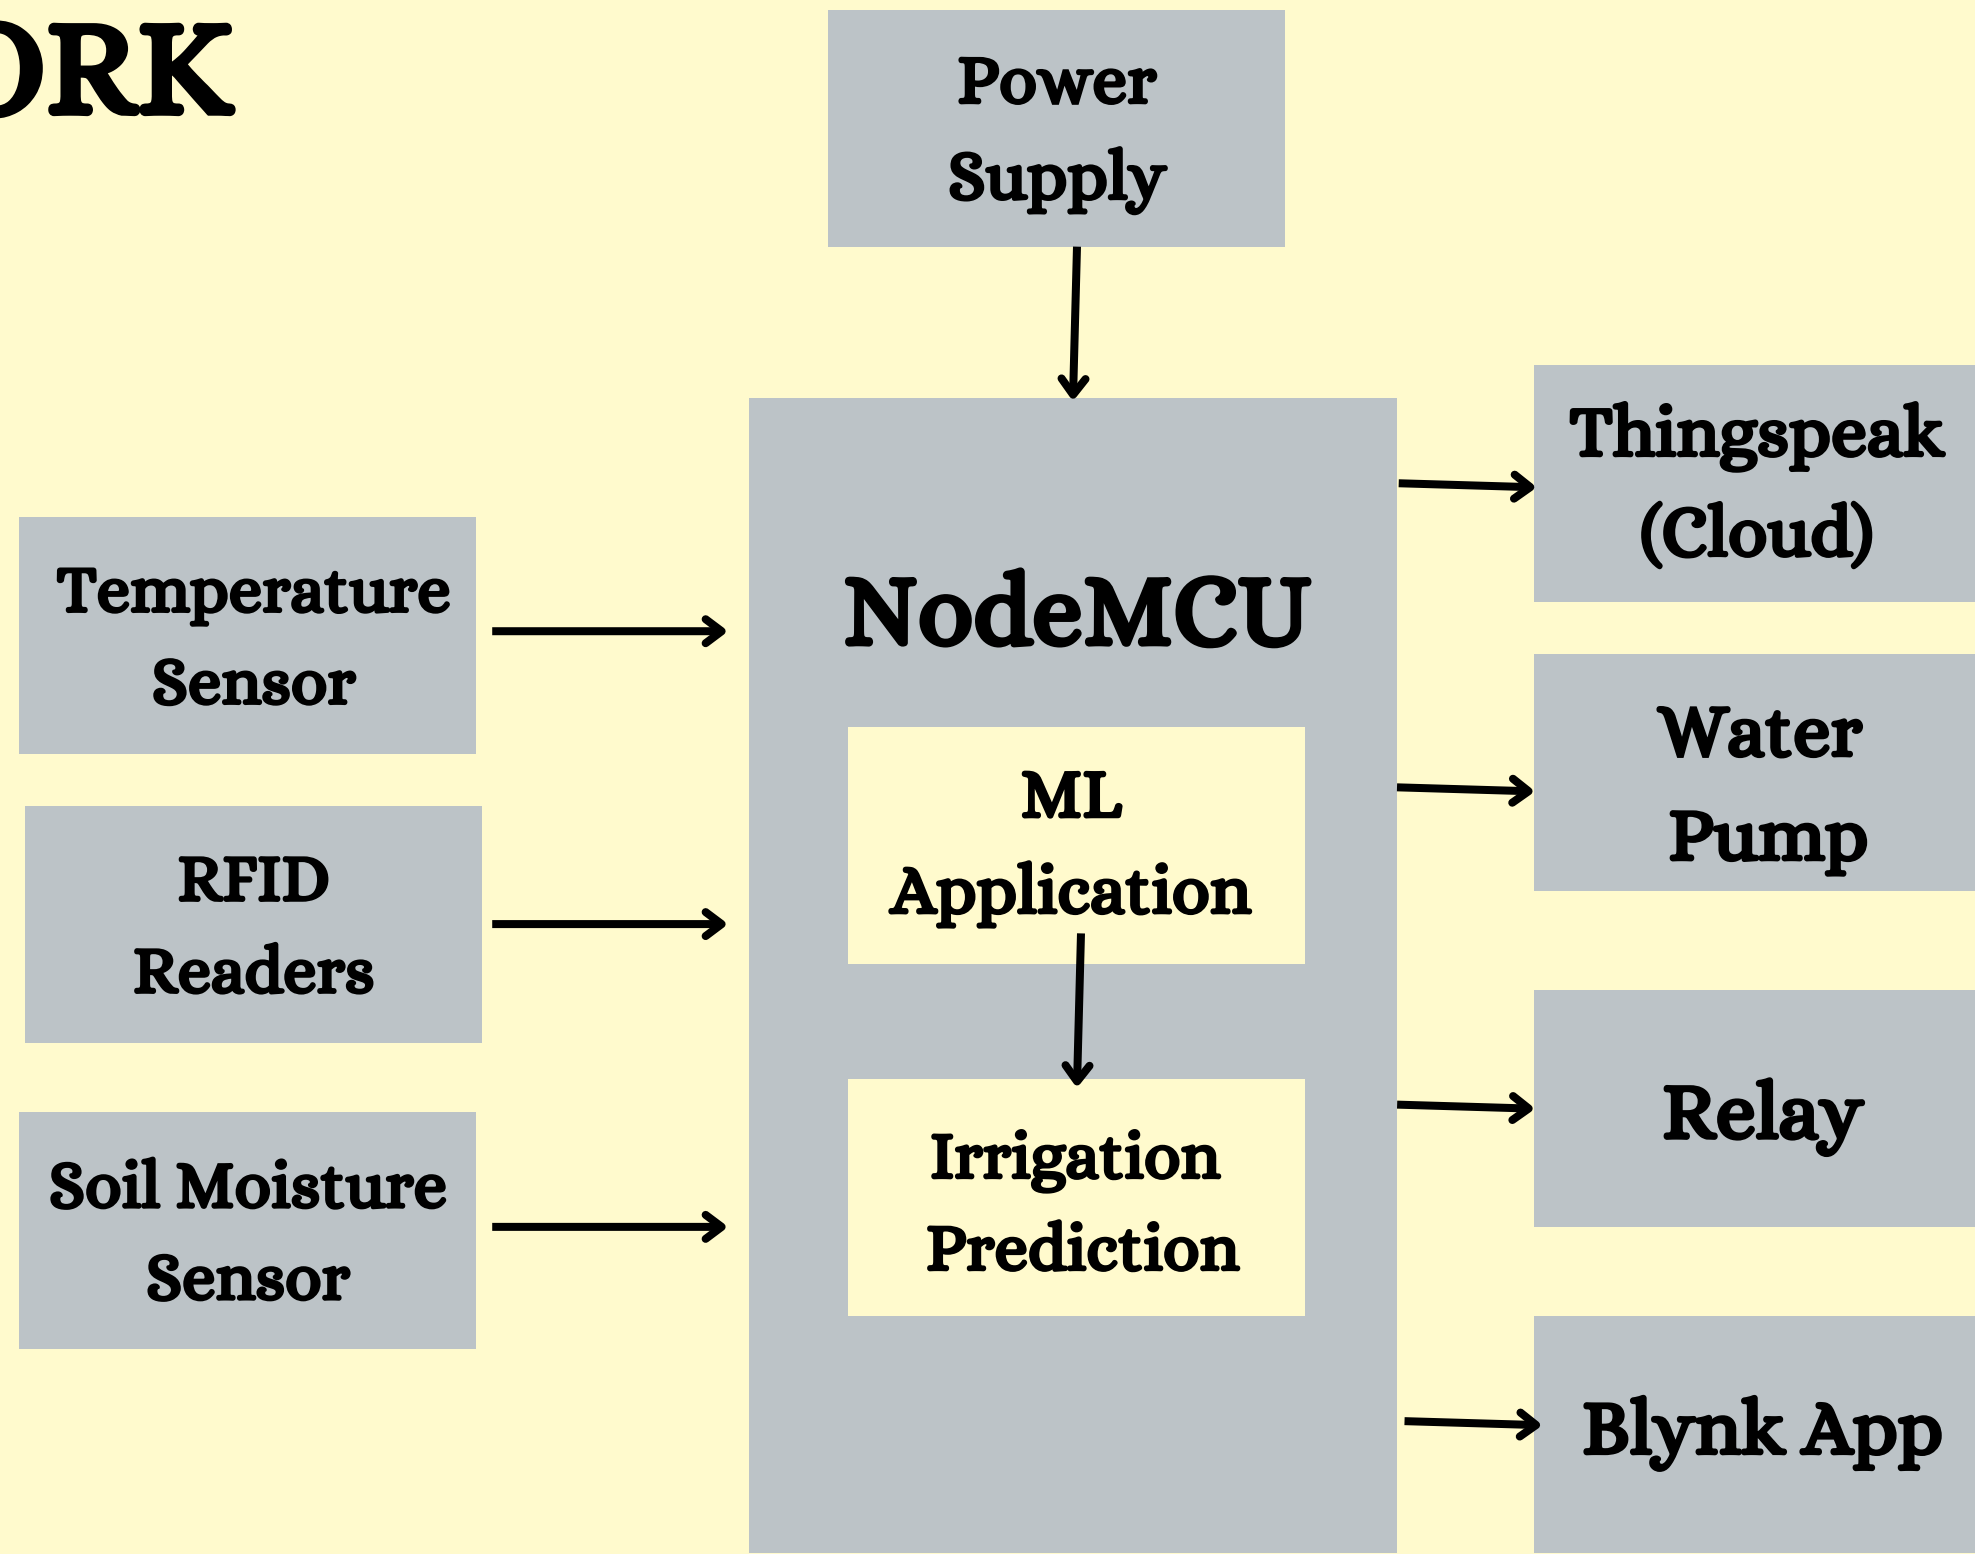 ORK
Power
Supply
Thingspeak
(Cloud)
Temperature
Sensor
NodeMCU
Water
Pump
ML
Application
RFID
Readers
Relay
Irrigation
Prediction
Soil Moisture
Sensor
Blynk App